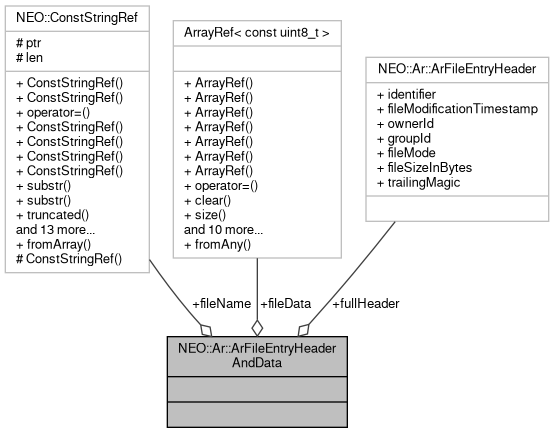 NEO::ConstStringRef
# ptr
# len
+ ConstStringRef()
+ ConstStringRef()
+ operator=()
+ ConstStringRef()
+ ConstStringRef()
+ ConstStringRef()
+ ConstStringRef()
+ substr()
+ substr()
+ truncated()
and 13 more...
+ fromArray()
# ConstStringRef()
ArrayRef< const uint8_t >
+ ArrayRef()
+ ArrayRef()
+ ArrayRef()
+ ArrayRef()
+ ArrayRef()
+ ArrayRef()
+ ArrayRef()
+ operator=()
+ clear()
+ size()
and 10 more...
+ fromAny()
NEO::Ar::ArFileEntryHeader
+ identifier
+ fileModificationTimestamp
+ ownerId
+ groupId
+ fileMode
+ fileSizeInBytes
+ trailingMagic
+fileName
+fileData
+fullHeader
NEO::Ar::ArFileEntryHeader
AndData